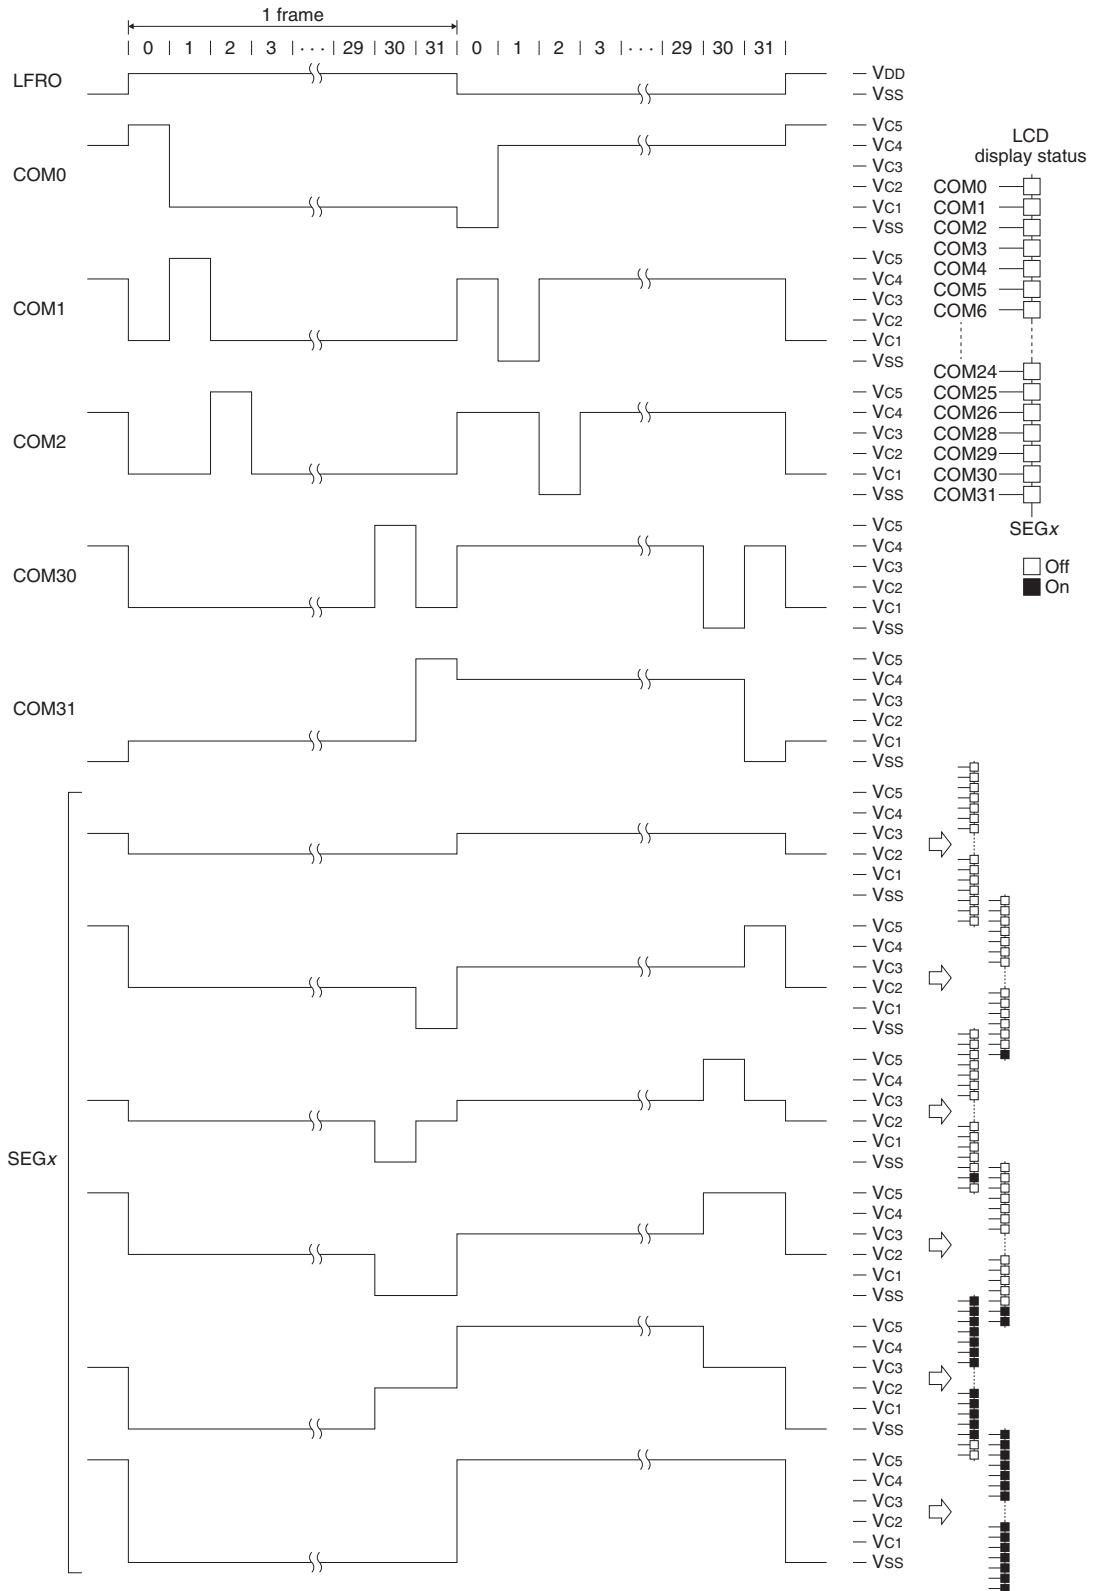 1 frame
0 1 2 3 ··· 29 30 31 0 1 2 3 ··· 29 30 31
LFRO
VDD
VSS
COM0
VC5
VC4
VC3
VC2
VC1
VSS
COM1
VC5
VC4
VC3
VC2
VC1
VSS
COM2
VC5
VC4
VC3
VC2
VC1
VSS
COM30
VC5
VC4
VC3
VC2
VC1
VSS
COM31
VC5
VC4
VC3
VC2
VC1
VSS
SEGx
VC5
VC4
VC3
VC2
VC1
VSS
VC5
VC4
VC3
VC2
VC1
VSS
VC5
VC4
VC3
VC2
VC1
VSS
VC5
VC4
VC3
VC2
VC1
VSS
VC5
VC4
VC3
VC2
VC1
VSS
VC5
VC4
VC3
VC2
VC1
VSS
LCD
display status
COM0
COM1
COM2
COM3
COM4
COM5
COM6
COM24
COM25
COM26
COM28
COM29
COM30
COM31
SEGx
Off
On